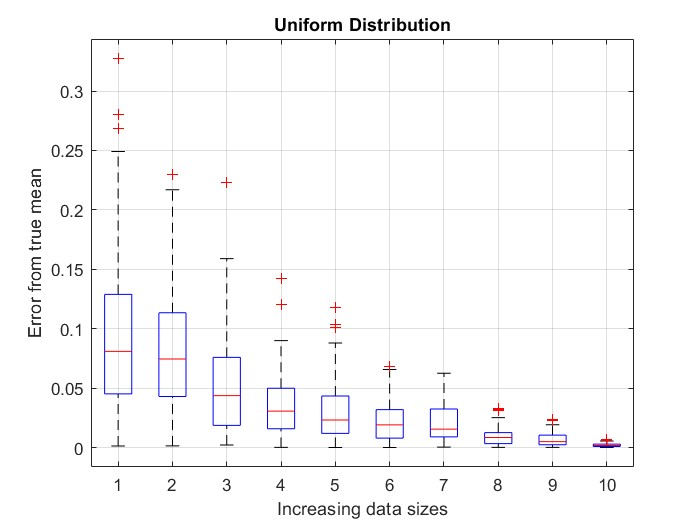 Uniform Distribution
Error from true mean
0.3
0.25
0.2
0.15
0.1
0.05
0
1 2 3 4 5 6 7 8 9 10
Increasing data sizes